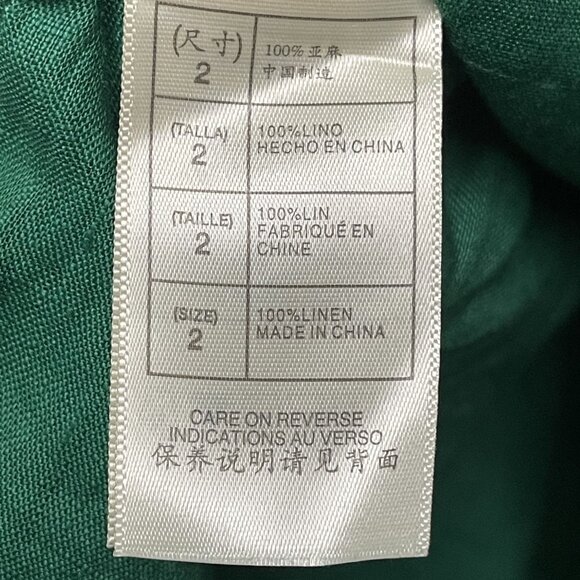 (尺寸)
2
100%亚麻
中国制造
(TALLA)
2
100%LINO
HECHO EN CHINA
(TAILLE)
2
100%LIN
FABRIQUÉ EN
CHINE
(SIZE)
2
100%LINEN
MADE IN CHINA
CARE ON REVERSE
INDICATIONS AU VERSO
保养说明请见背面